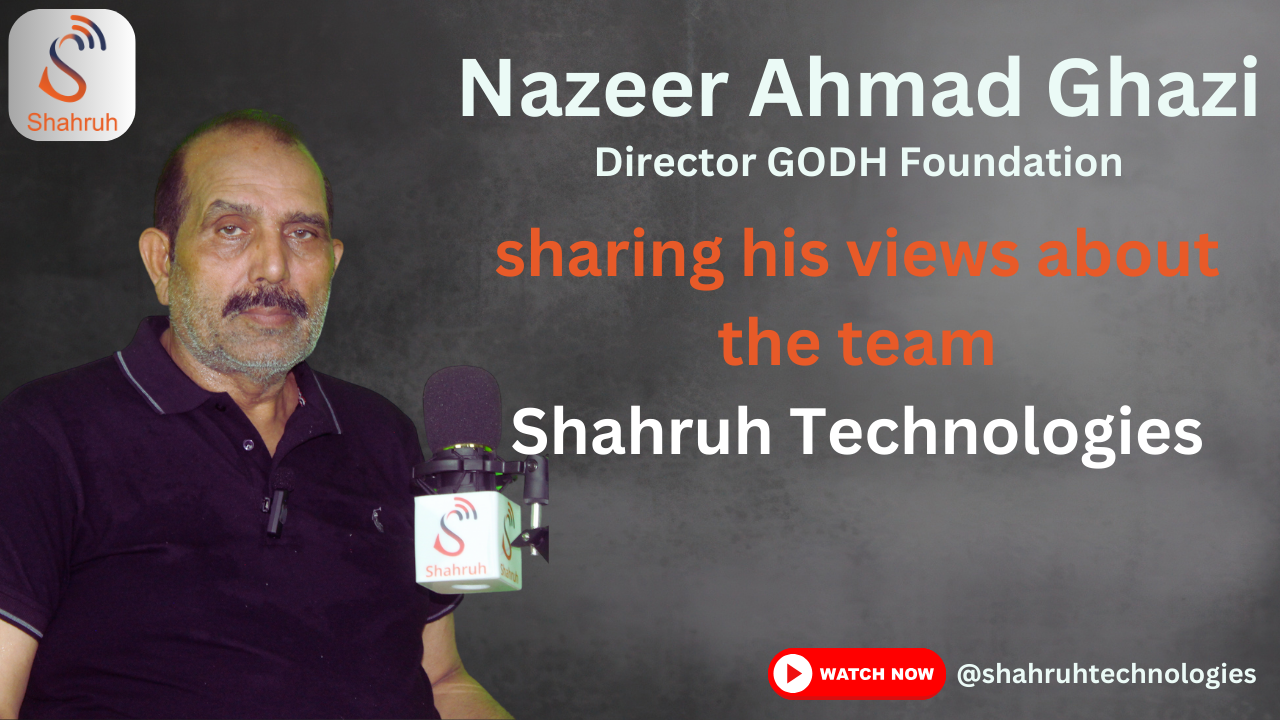 Shahruh
Nazeer Ahmad Ghazi
Director GODH Foundation
sharing his views about
the team
Shahruh Technologies
Shahruh
Shahruh
WATCH NOW
@shahruhtechnologies